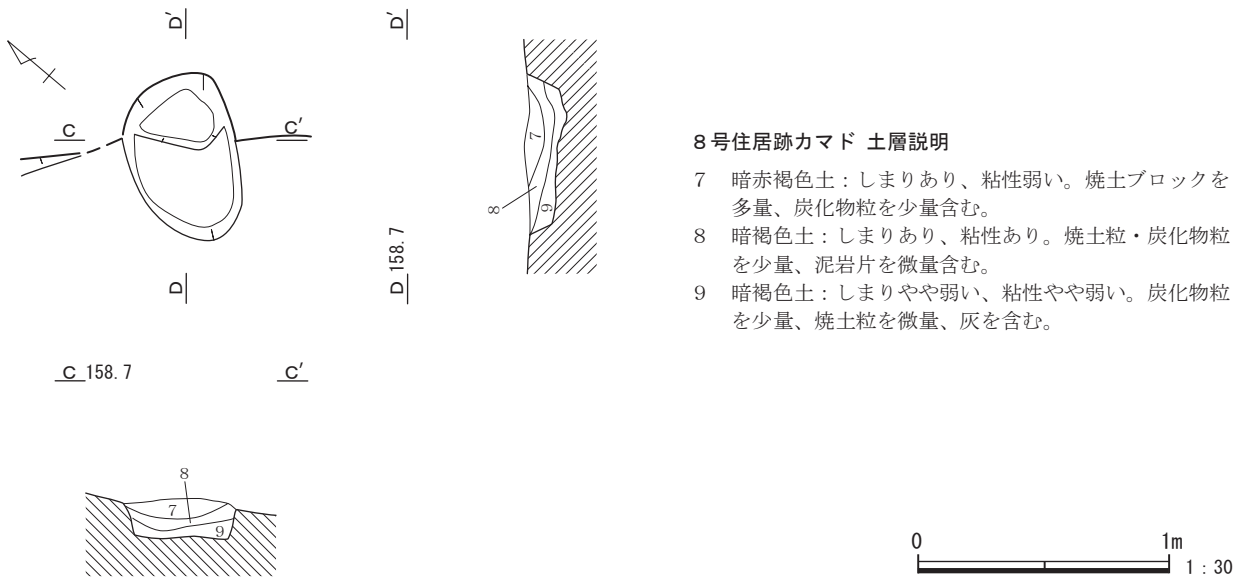 D′
D′
C
C′
D
D 158.7
7
8
9
C 158.7
C′
8
7
9
8号住居跡カマド 土層説明
7 暗赤褐色土：しまりあり、粘性弱い。焼土ブロックを
多量、炭化物粒を少量含む。
8 暗褐色土：しまりあり、粘性あり。焼土粒・炭化物粒
を少量、泥岩片を微量含む。
9 暗褐色土：しまりやや弱い、粘性やや弱い。炭化物粒
を少量、焼土粒を微量、灰を含む。
0 1m
1：30